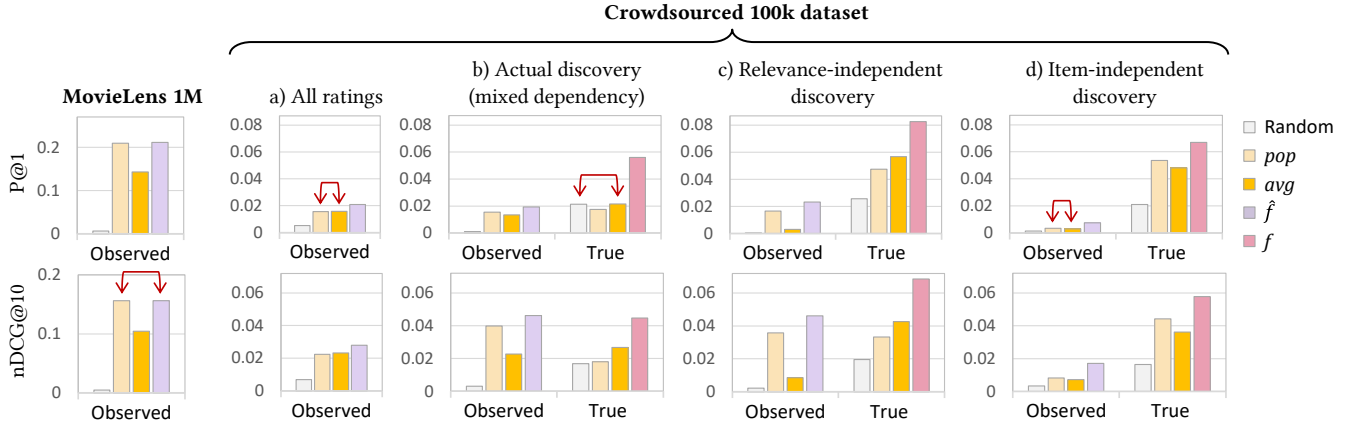 Crowdsourced 100k dataset
MovieLens 1M
a) All ratings
b) Actual discovery
(mixed dependency)
c) Relevance-independent
discovery
d) Item-independent
discovery
P@1
0.2
0.1
0
Observed
0.08
0.06
0.04
0.02
0
Observed
0.08
0.06
0.04
0.02
0
Observed True
0.08
0.06
0.04
0.02
0
Observed True
0.08
0.06
0.04
0.02
0
Observed True
Random
pop
avg
f̂
f
nDCG@10
0.2
0.1
0
Observed
0.06
0.04
0.02
0
Observed
0.06
0.04
0.02
0
Observed True
0.06
0.04
0.02
0
Observed True
0.06
0.04
0.02
0
Observed True